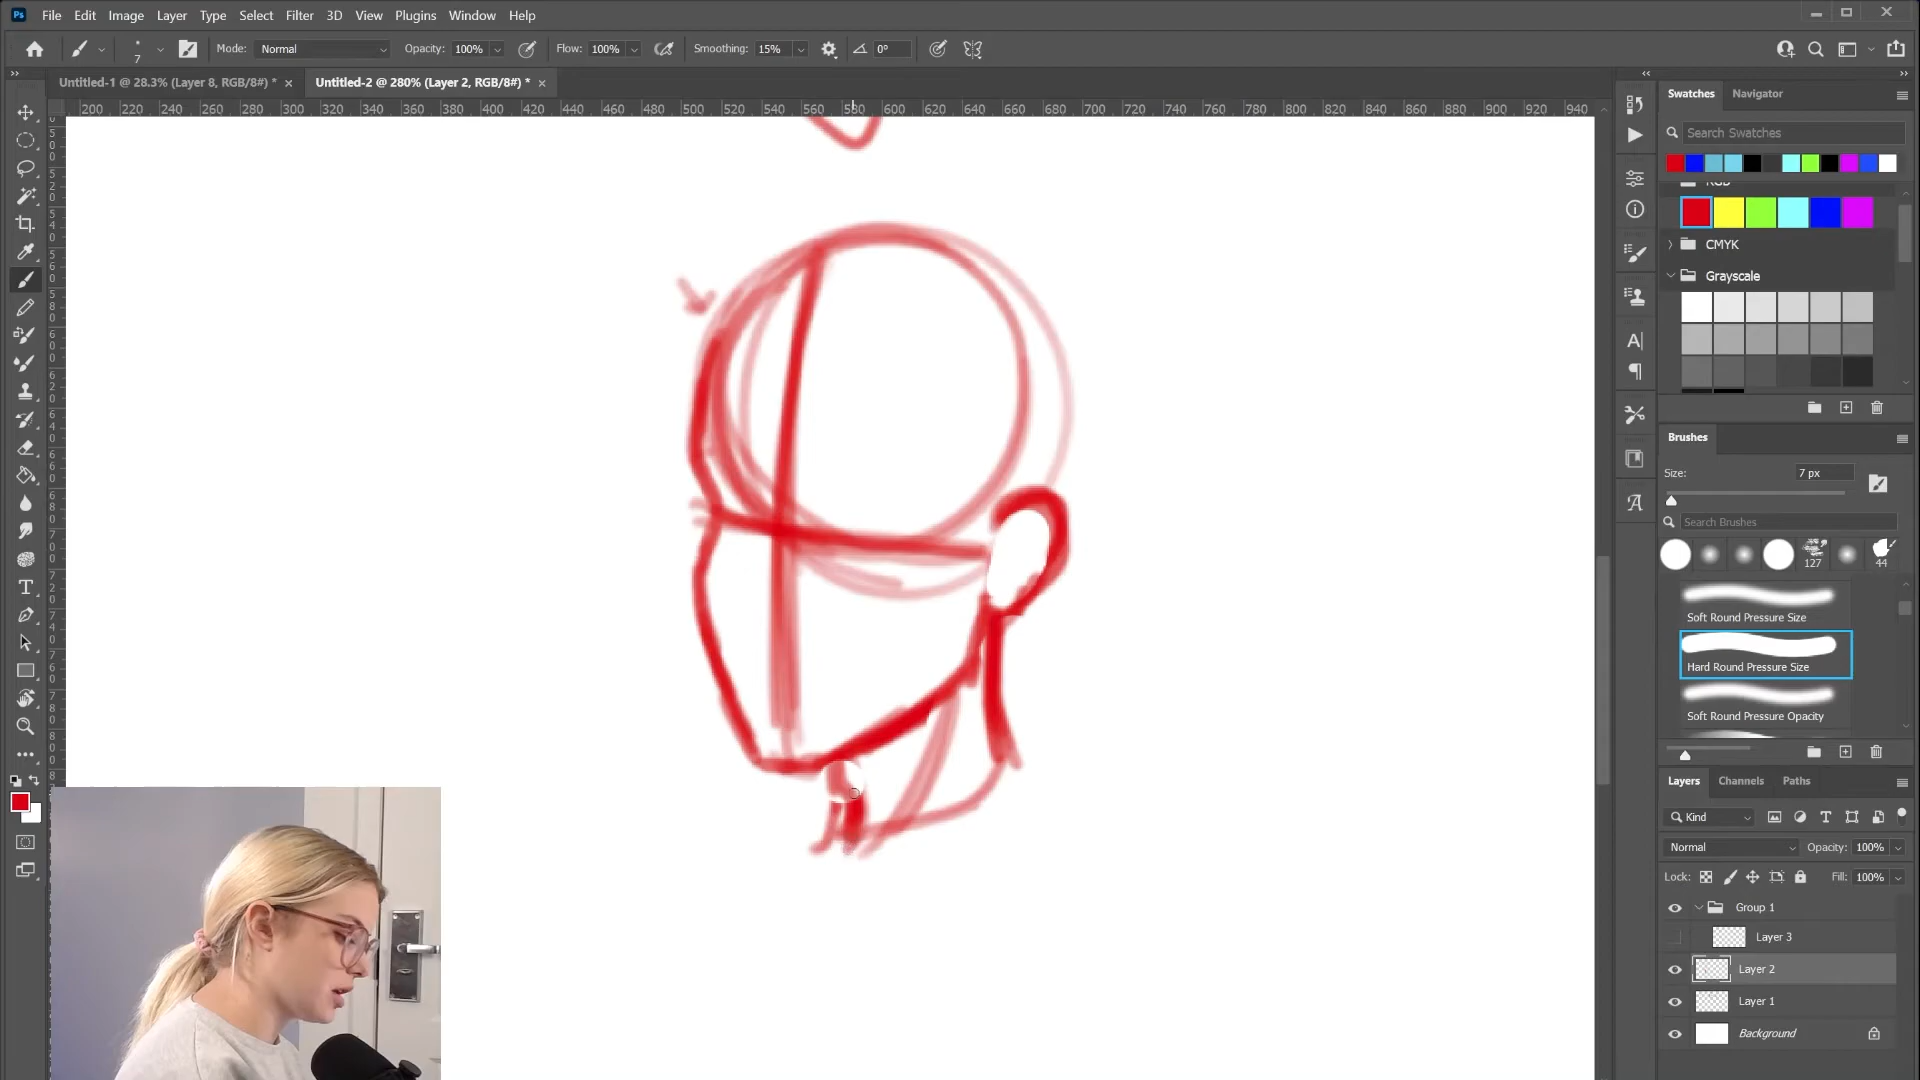 Ps File Edit Image Layer Type Select Filter 3D View Plugins Window Help
7 Mode: Normal Opacity: 100% Flow: 100% Smoothing: 15% 0°
Untitled-1 @ 28.3% (Layer 8, RGB/8#) * Untitled-2 @ 280% (Layer 2, RGB/8#) *
200 220 240 260 280 300 320 340 360 380 400 420 440 460 480 500 520 540 560 580 600 620 640 660 680 700 720 740 760 780 800 820 840 860 880 900 920 940
Swatches Navigator
Search Swatches
RGB
CMYK
Grayscale
Brushes
Size: 7 px
Search Brushes
127 44
Soft Round Pressure Size
Hard Round Pressure Size
Soft Round Pressure Opacity
Layers Channels Paths
Kind
Normal Opacity: 100%
Lock: Fill: 100%
Group 1
Layer 3
Layer 2
Layer 1
Background